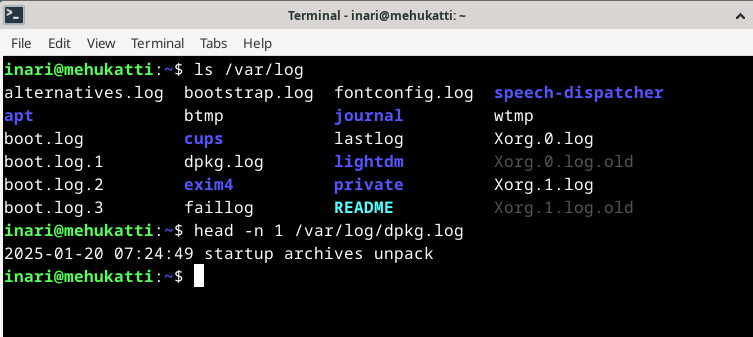 Terminal - inari@mehukatti: ~
File Edit View Terminal Tabs Help
inari@mehukatti:~$ ls /var/log
alternatives.log bootstrap.log fontconfig.log speech-dispatcher
apt btmp journal wtmp
boot.log cups lastlog Xorg.0.log
boot.log.1 dpkg.log lightdm Xorg.0.log.old
boot.log.2 exim4 private Xorg.1.log
boot.log.3 faillog README Xorg.1.log.old
inari@mehukatti:~$ head -n 1 /var/log/dpkg.log
2025-01-20 07:24:49 startup archives unpack
inari@mehukatti:~$